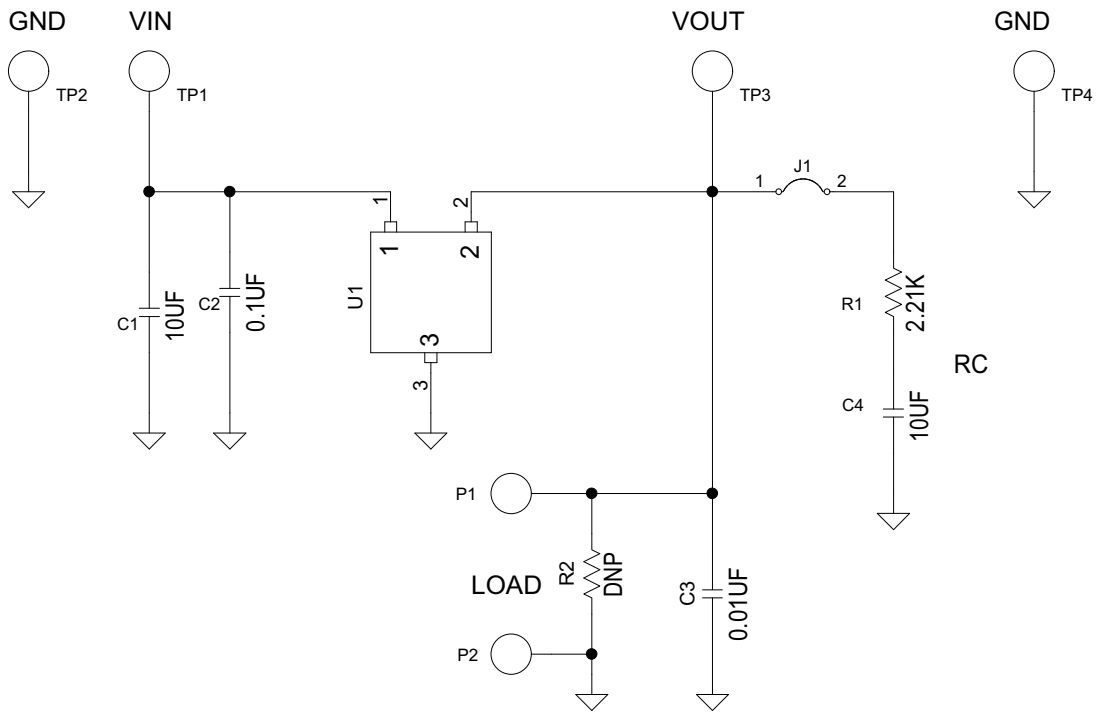 GND
VIN
VOUT
GND
TP2
TP1
TP3
TP4
J1
1
2
1
2
1
2
U1
3
3
C1
10UF
C2
0.1UF
R1
2.21K
RC
C4
10UF
P1
LOAD
R2
DNP
C3
0.01UF
P2